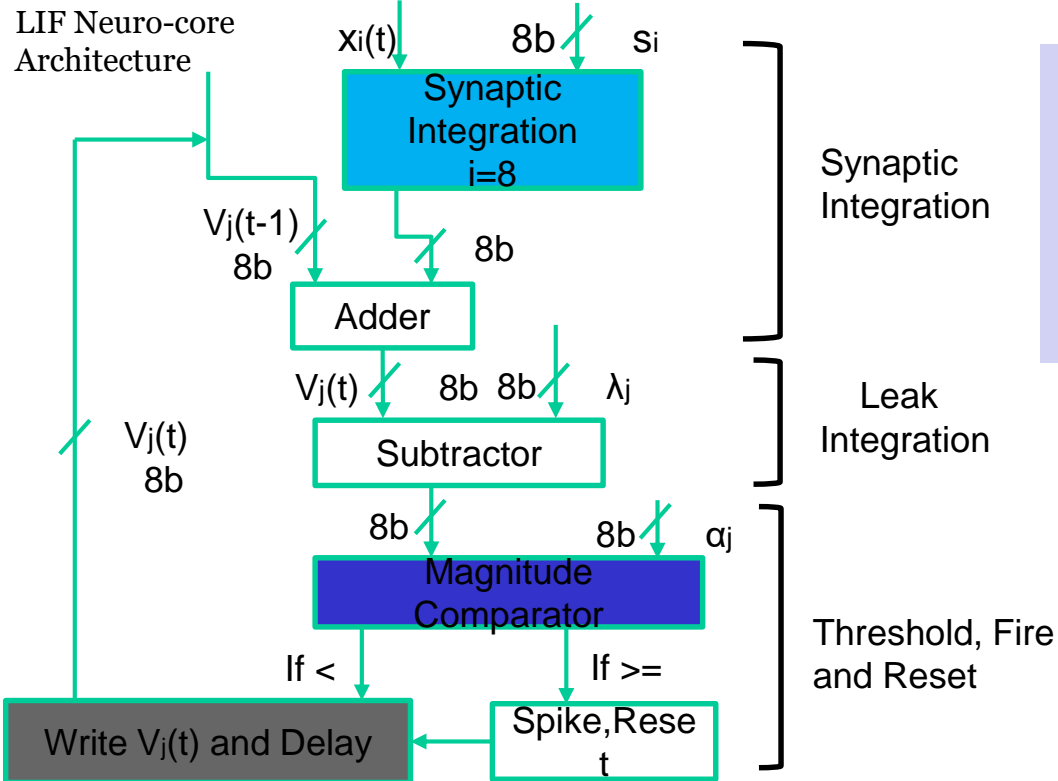 LIF Neuro-core
Architecture
xi(t)
8b
si
Synaptic
Integration
i=8
Synaptic
Integration
Vj(t-1)
8b
8b
Adder
Vj(t)
8b
8b
λj
Leak
Integration
Vj(t)
8b
Subtractor
8b
8b
αj
Magnitude
Comparator
Threshold, Fire
and Reset
If <
If >=
Write Vj(t) and Delay
Spike,Rese
t